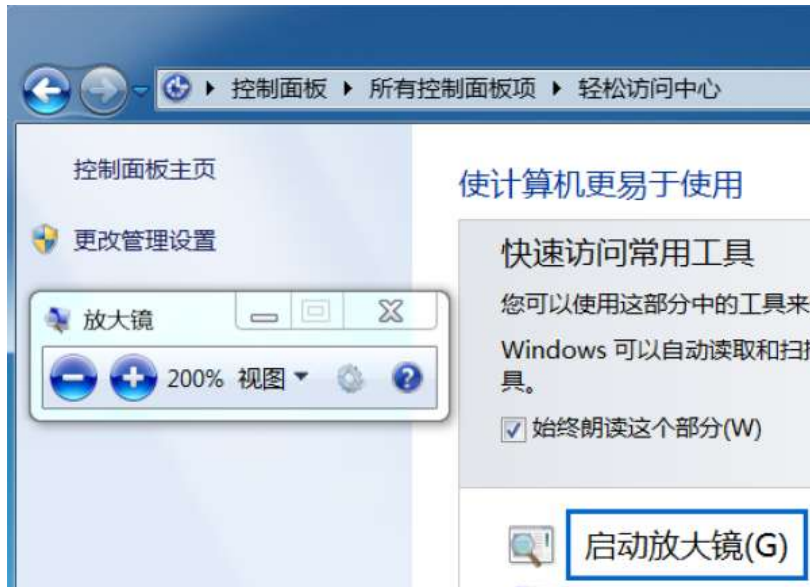 控制面板 ▶ 所有控制面板项 ▶ 轻松访问中心
控制面板主页
更改管理设置
放大镜
200% 视图
使计算机更易于使用
快速访问常用工具
您可以使用这部分中的工具来
Windows 可以自动读取和扫
具。
始终朗读这个部分(W)
启动放大镜(G)